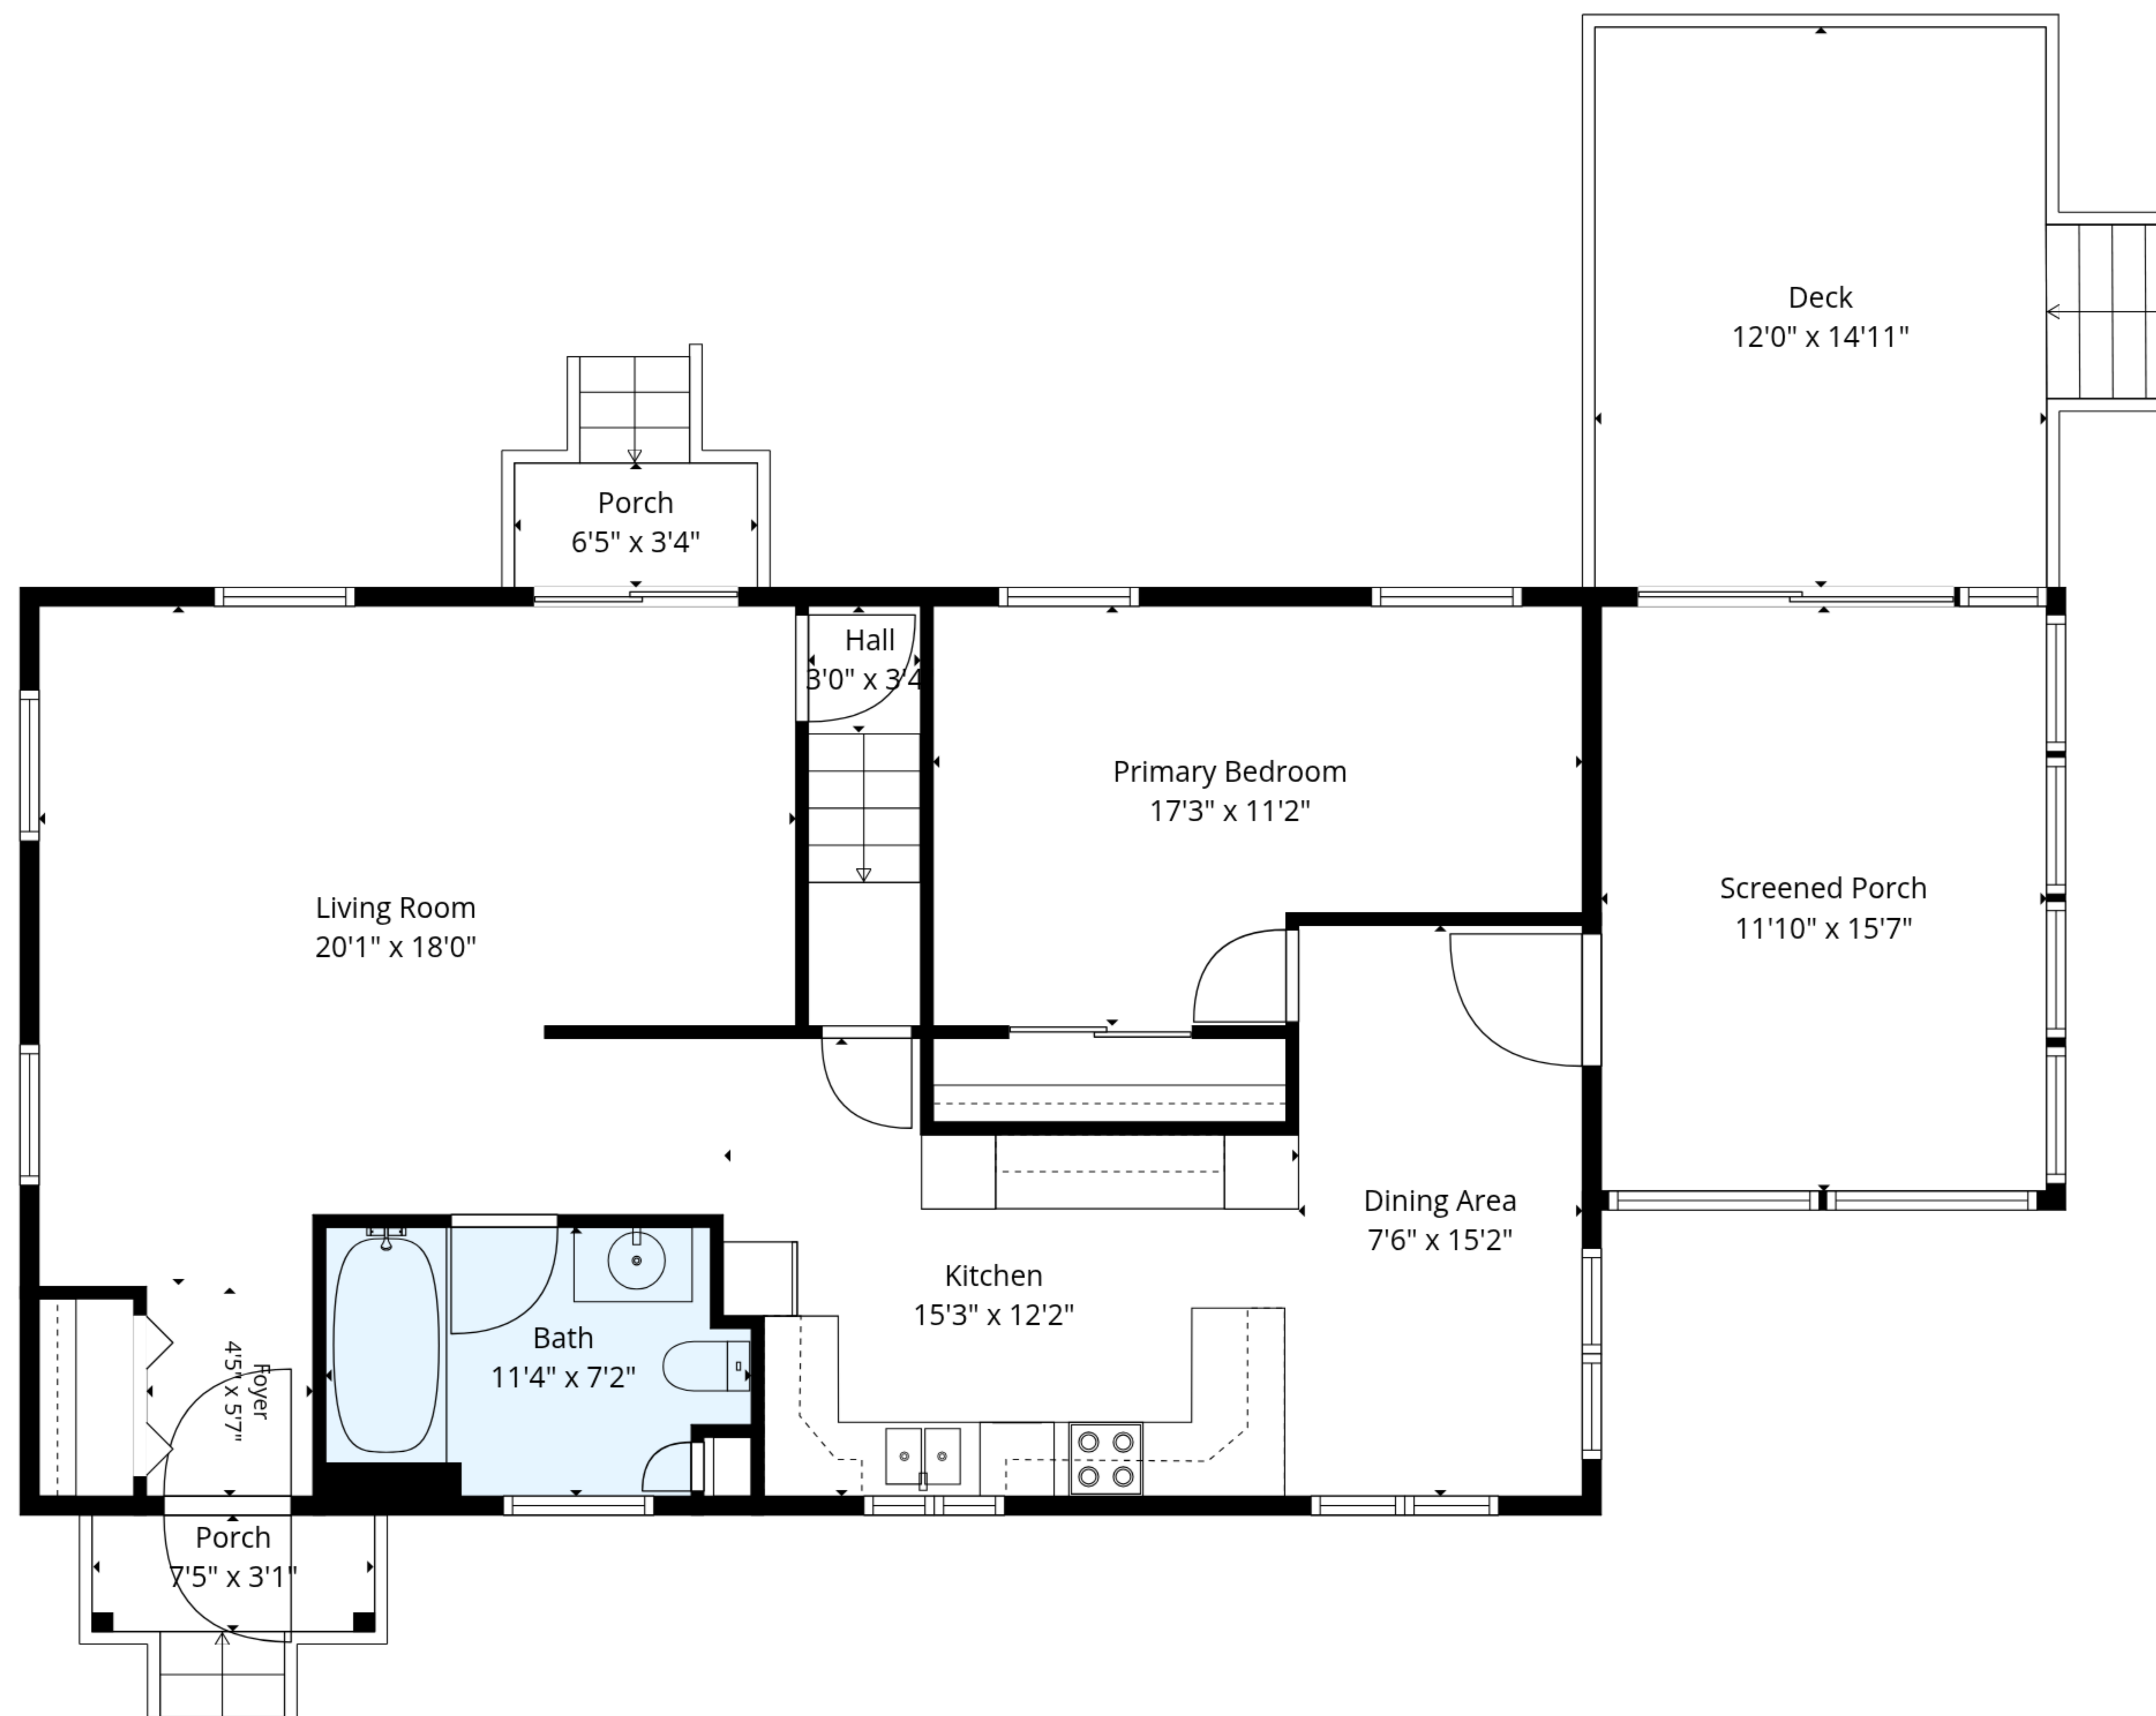 Deck
12'0" x 14'11"
Porch
6'5" x 3'4"
Hall
3'0" x 3'4
Primary Bedroom
17'3" x 11'2"
Living Room
20'1" x 18'0"
Screened Porch
11'10" x 15'7"
Dining Area
7'6" x 15'2"
Kitchen
15'3" x 12'2"
Bath
11'4" x 7'2"
Foyer
4'5" x 5'7"
Porch
7'5" x 3'1"